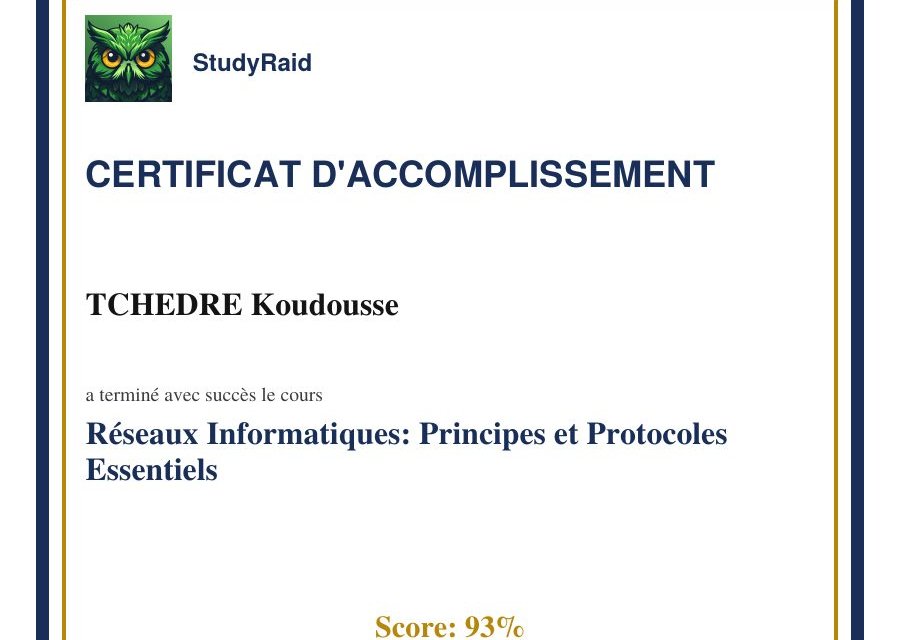 StudyRaid
CERTIFICAT D'ACCOMPLISSEMENT
TCHEDRE Koudousse
a terminé avec succès le cours
Réseaux Informatiques: Principes et Protocoles
Essentiels
Score: 93%